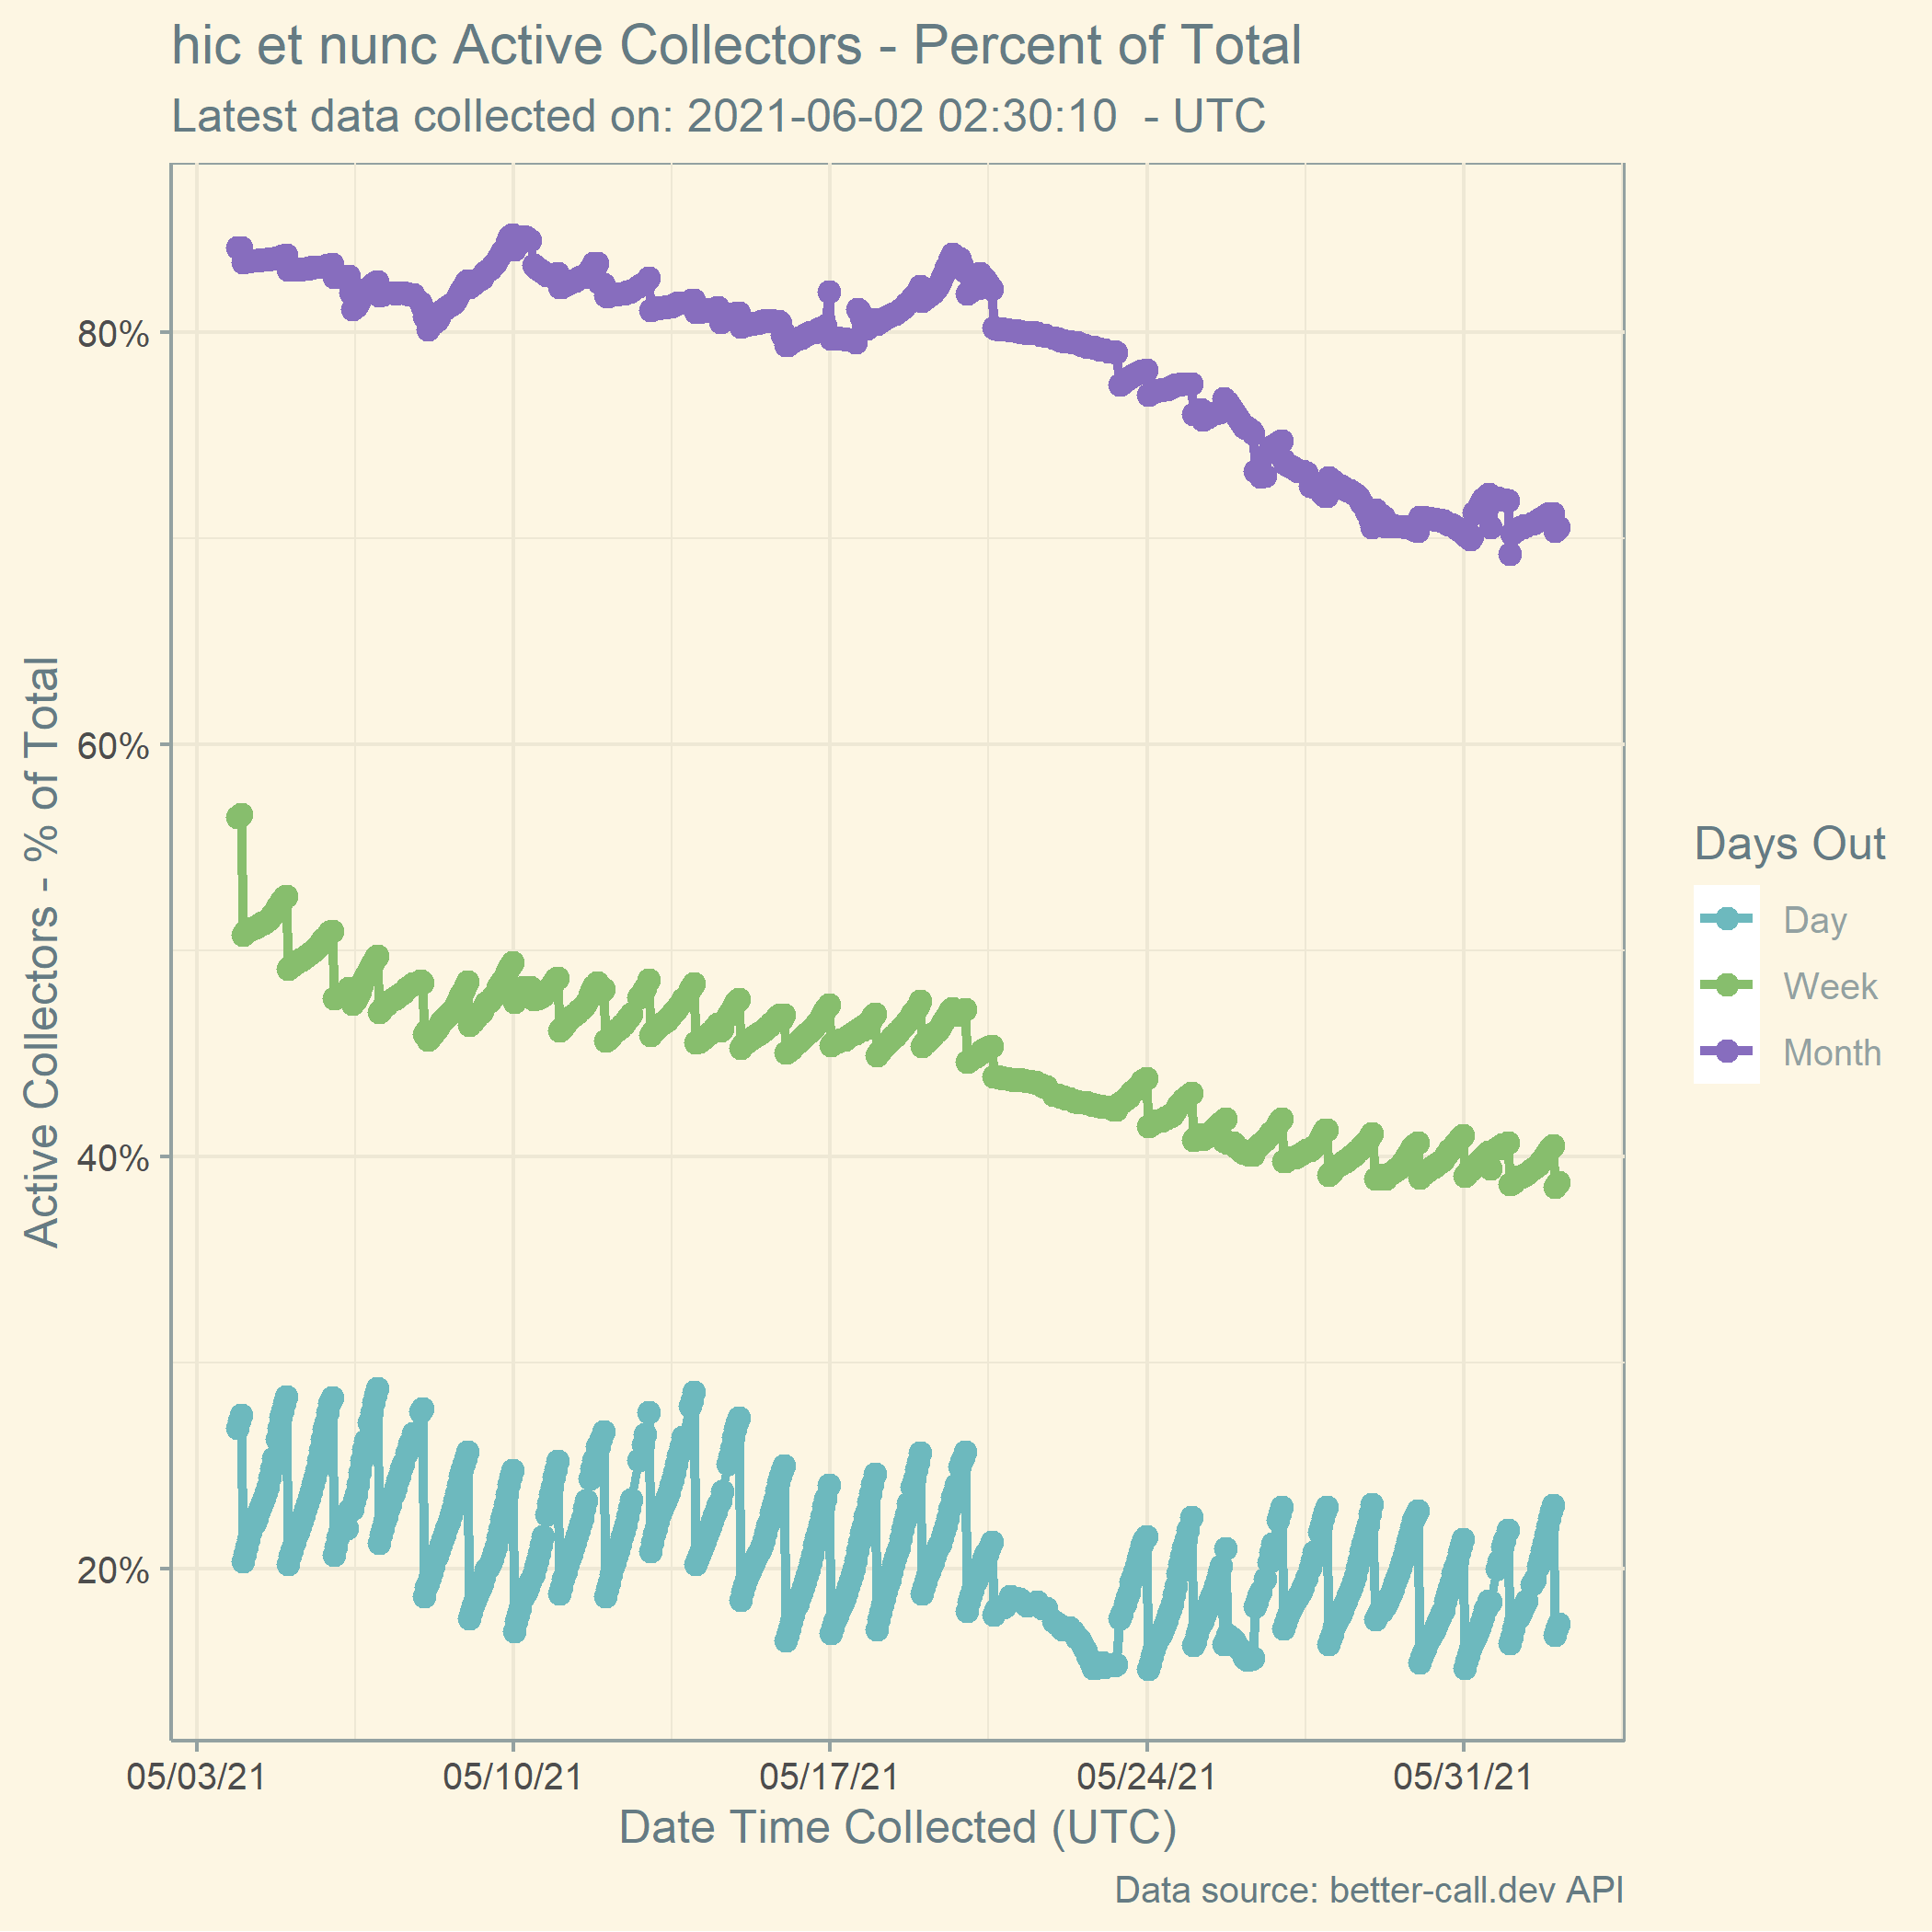 hic et nunc Active Collectors - Percent of Total
Latest data collected on: 2021-06-02 02:30:10  - UTC
Active Collectors - % of Total
80%
60%
40%
20%
05/03/21
05/10/21
05/17/21
05/24/21
05/31/21
Date Time Collected (UTC)
Days Out
Day
Week
Month
Data source: better-call.dev API